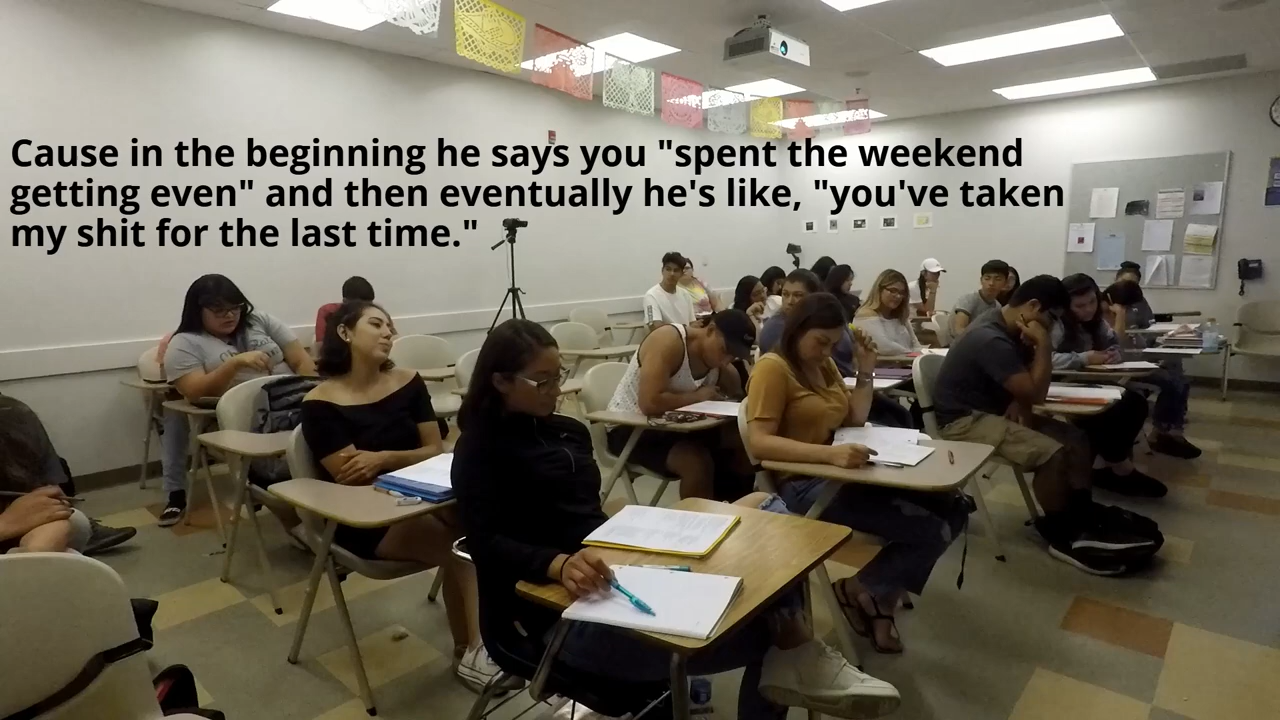 Cause in the beginning he says you "spent the weekend
getting even" and then eventually he's like, "you've taken
my shit for the last time."